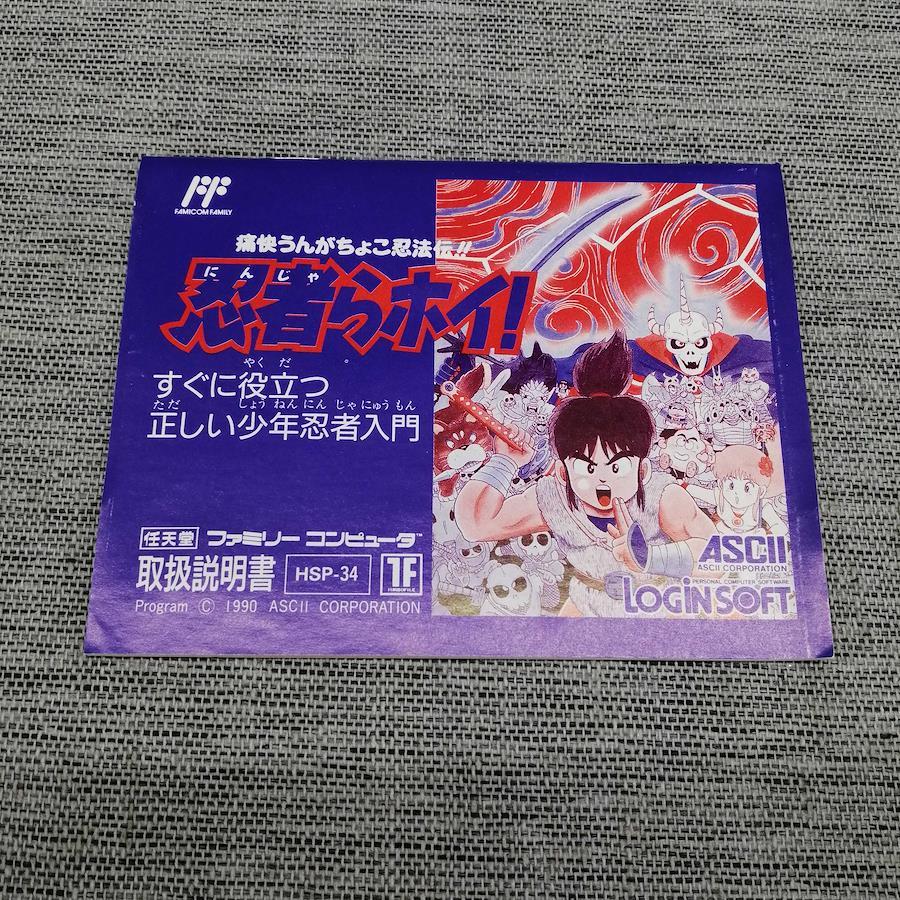 FAMICOM FAMILY
痛快うんがちょこ忍法伝!!
にんじゃ
忍者らホイ!
やく だ
すぐに役立つ
ただ しょう ねん にん じゃ にゅう もん
正しい少年忍者入門
任天堂 ファミリー コンピュータ™
取扱説明書 HSP-34 TF
Program © 1990 ASCII CORPORATION
ASCII
ASCII CORPORATION
PERSONAL COMPUTER SOFTWARE
LOGiN SOFT